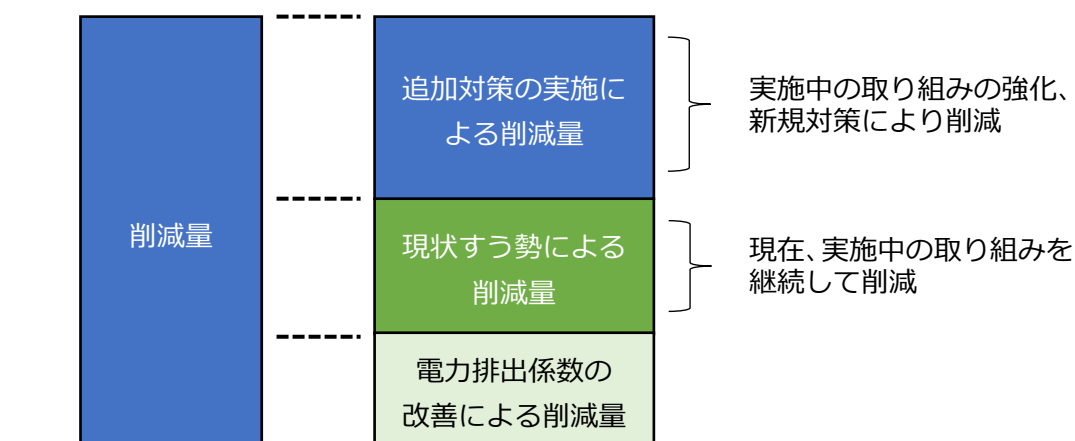 削減量
追加対策の実施に
よる削減量
実施中の取り組みの強化、
新規対策により削減
現状すう勢による
削減量
現在、実施中の取り組みを
継続して削減
電力排出係数の
改善による削減量